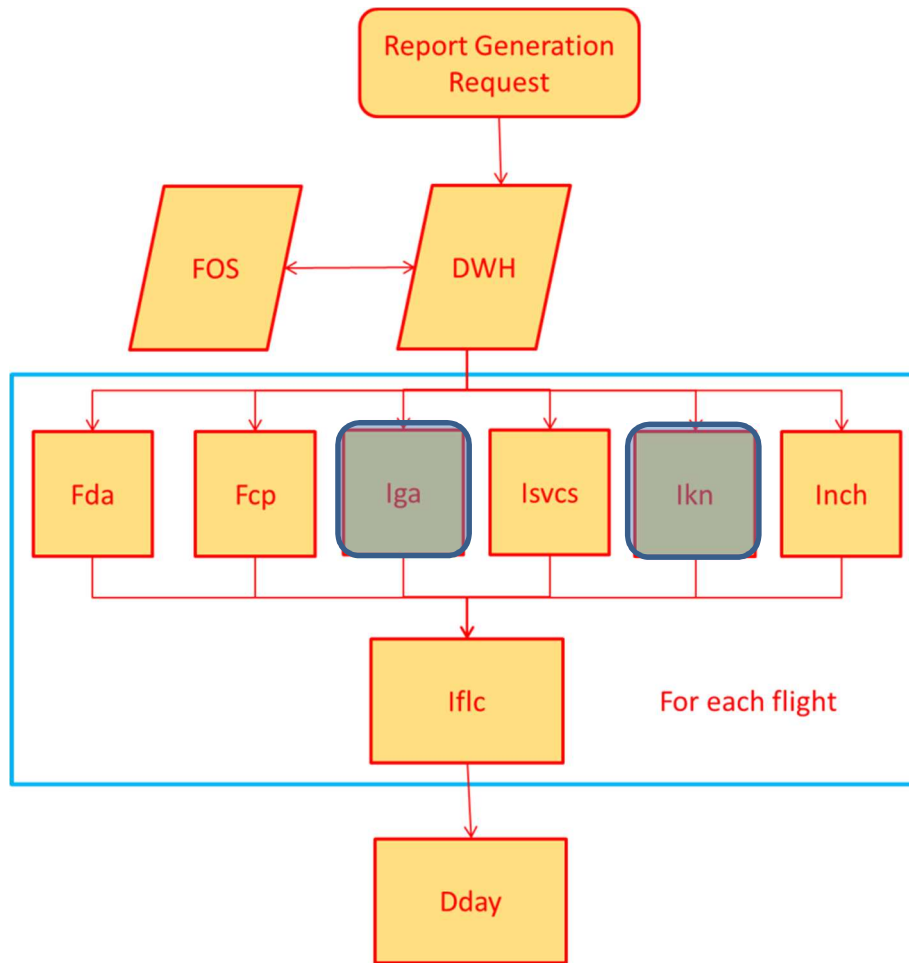 Report Generation
Request
FOS
DWH
Fda
Fcp
Iga
Isvcs
Ikn
Inch
Iflc
For each flight
Dday